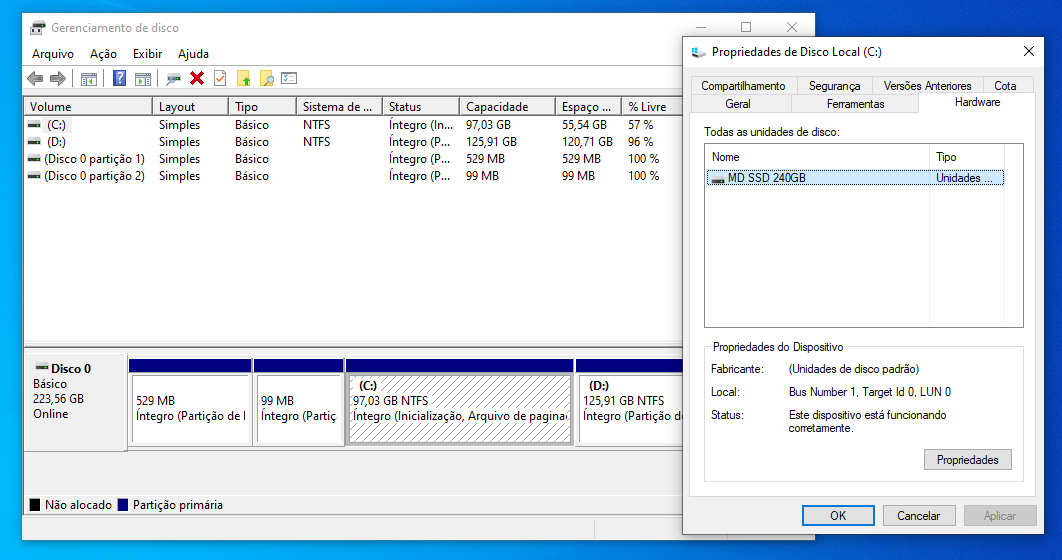 Gerenciamento de disco
Arquivo Ação Exibir Ajuda
Volume Layout Tipo Sistema de ... Status Capacidade Espaço ... % Livre
(C:) Simples Básico NTFS Íntegro (In... 97,03 GB 55,54 GB 57 %
(D:) Simples Básico NTFS Íntegro (P... 125,91 GB 120,71 GB 96 %
(Disco 0 partição 1) Simples Básico Íntegro (P... 529 MB 529 MB 100 %
(Disco 0 partição 2) Simples Básico Íntegro (P... 99 MB 99 MB 100 %
Disco 0
Básico
223,56 GB
Online
529 MB
Íntegro (Partição de I
99 MB
Íntegro (Partiç
(C:)
97,03 GB NTFS
Íntegro (Inicialização, Arquivo de pagina
(D:)
125,91 GB NTFS
Íntegro (Partição de
Não alocado Partição primária
Propriedades de Disco Local (C:)
Compartilhamento Segurança Versões Anteriores Cota
Geral Ferramentas Hardware
Todas as unidades de disco:
Nome Tipo
MD SSD 240GB Unidades ...
Propriedades do Dispositivo
Fabricante: (Unidades de disco padrão)
Local: Bus Number 1, Target Id 0, LUN 0
Status: Este dispositivo está funcionando
corretamente.
Propriedades
OK Cancelar Aplicar